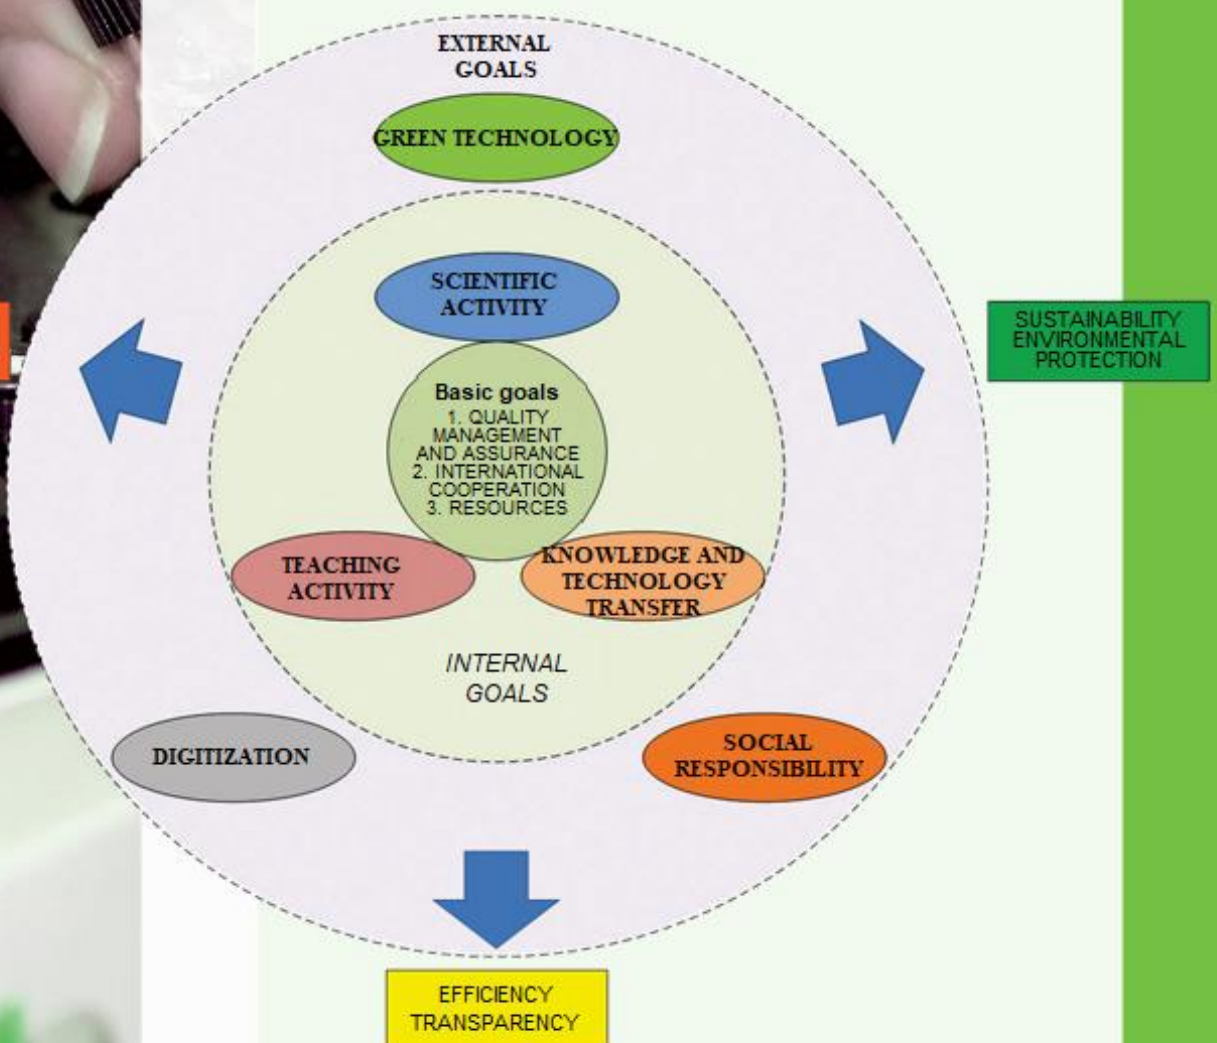 EXTERNAL
GOALS
GREEN TECHNOLOGY
SCIENTIFIC
ACTIVITY
SUSTAINABILITY
ENVIRONMENTAL
PROTECTION
Basic goals
1. QUALITY
MANAGEMENT
AND ASSURANCE
2. INTERNATIONAL
COOPERATION
3. RESOURCES
TEACHING
ACTIVITY
KNOWLEDGE AND
TECHNOLOGY
TRANSFER
INTERNAL
GOALS
DIGITIZATION
SOCIAL
RESPONSIBILITY
EFFICIENCY
TRANSPARENCY